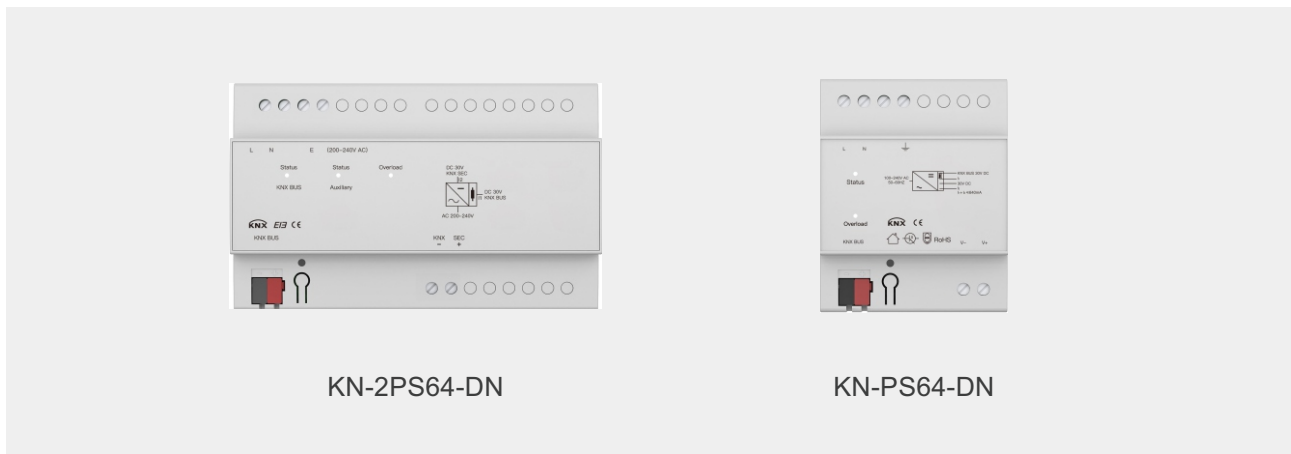 L N E (200~240V AC)
Status Status Overload
KNX BUS Auxiliary
DC 30V
KNX SEC
DC 30V
KNX BUS
AC 200~240V
KNX EIB CE
KNX BUS
KNX SEC
− +
KN-2PS64-DN
L N
Status
30V DC
Overload
KNX CE
KNX BUS
RoHS
V− V+
KN-PS64-DN